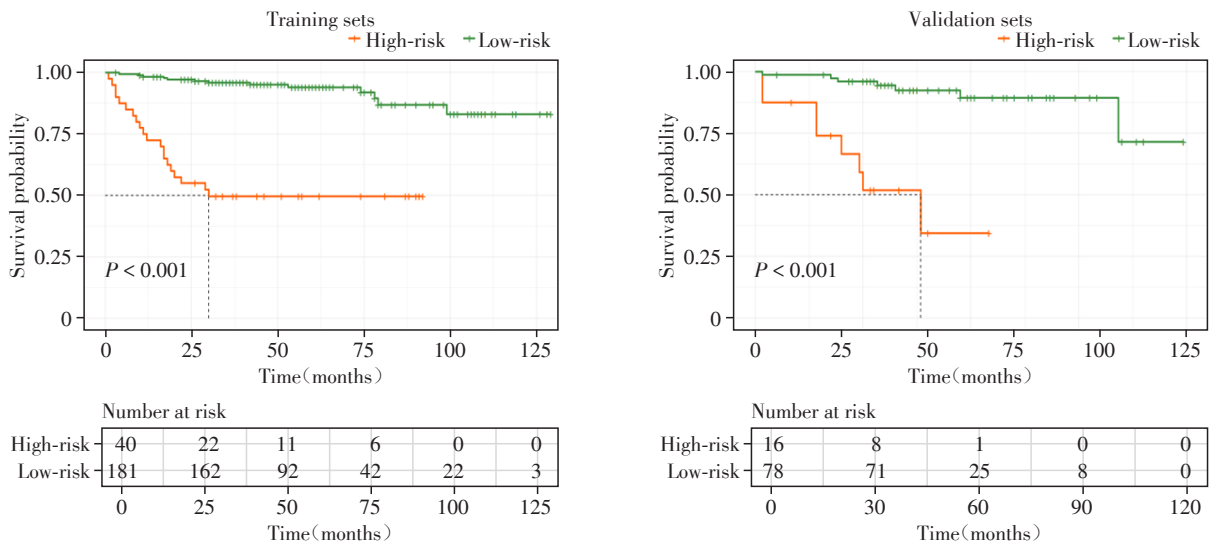 Training sets
High-risk Low-risk
1.00
0.75
0.50
0.25
0
Survival probability
P < 0.001
0 25 50 75 100 125
Time（months）
Number at risk
High-risk 40 22 11 6 0 0
Low-risk 181 162 92 42 22 3
0 25 50 75 100 125
Time（months）
Validation sets
High-risk Low-risk
1.00
0.75
0.50
0.25
0
Survival probability
P < 0.001
0 25 50 75 100 125
Time（months）
Number at risk
High-risk 16 8 1 0 0
Low-risk 78 71 25 8 0
0 30 60 90 120
Time（months）